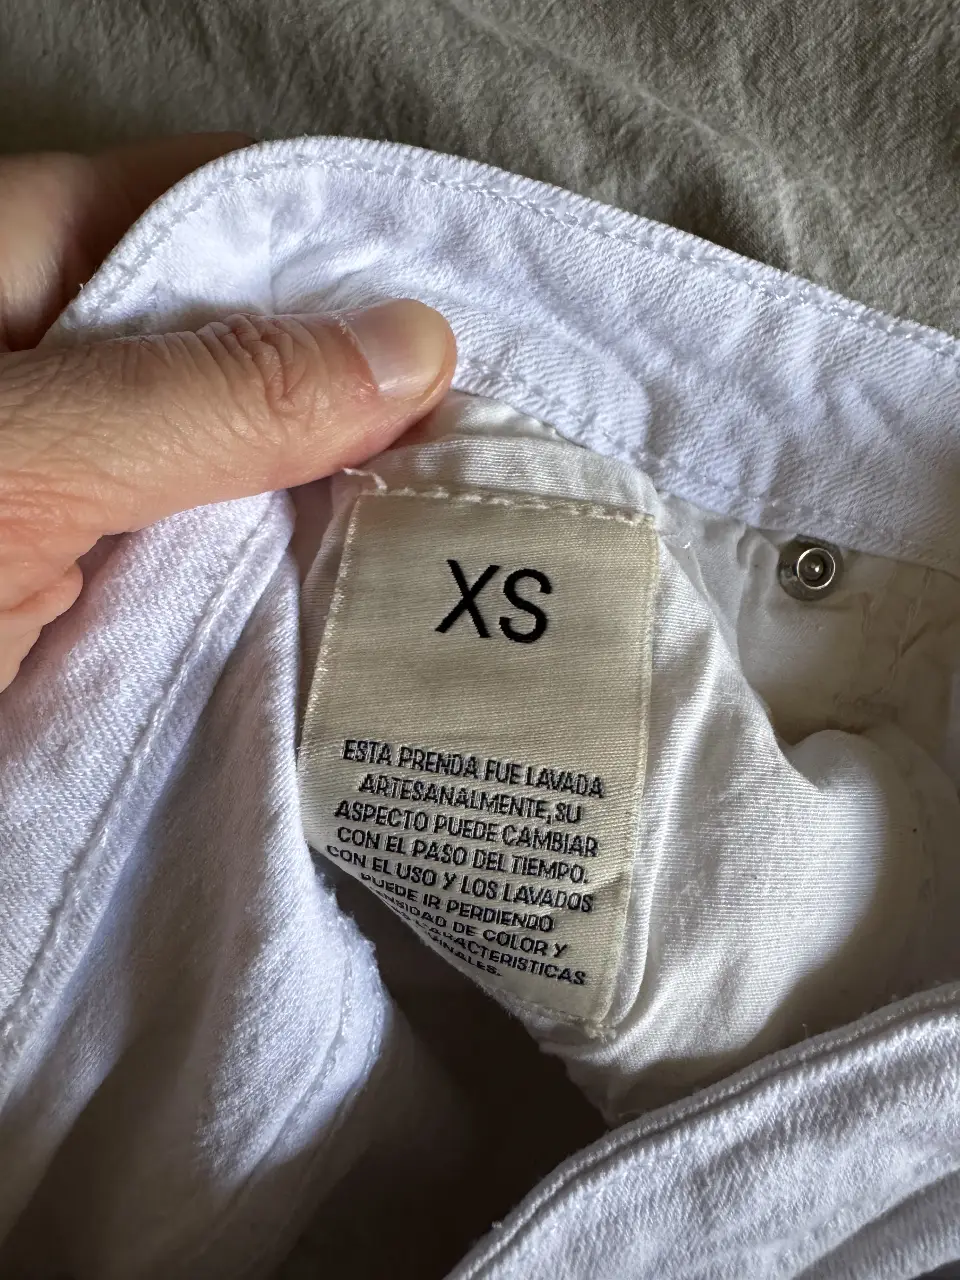 XS
ESTA PRENDA FUE LAVADA
ARTESANALMENTE, SU
ASPECTO PUEDE CAMBIAR
CON EL PASO DEL TIEMPO.
CON EL USO Y LOS LAVADOS
PUEDE IR PERDIENDO
DE COLOR Y
CARACTERISTICAS